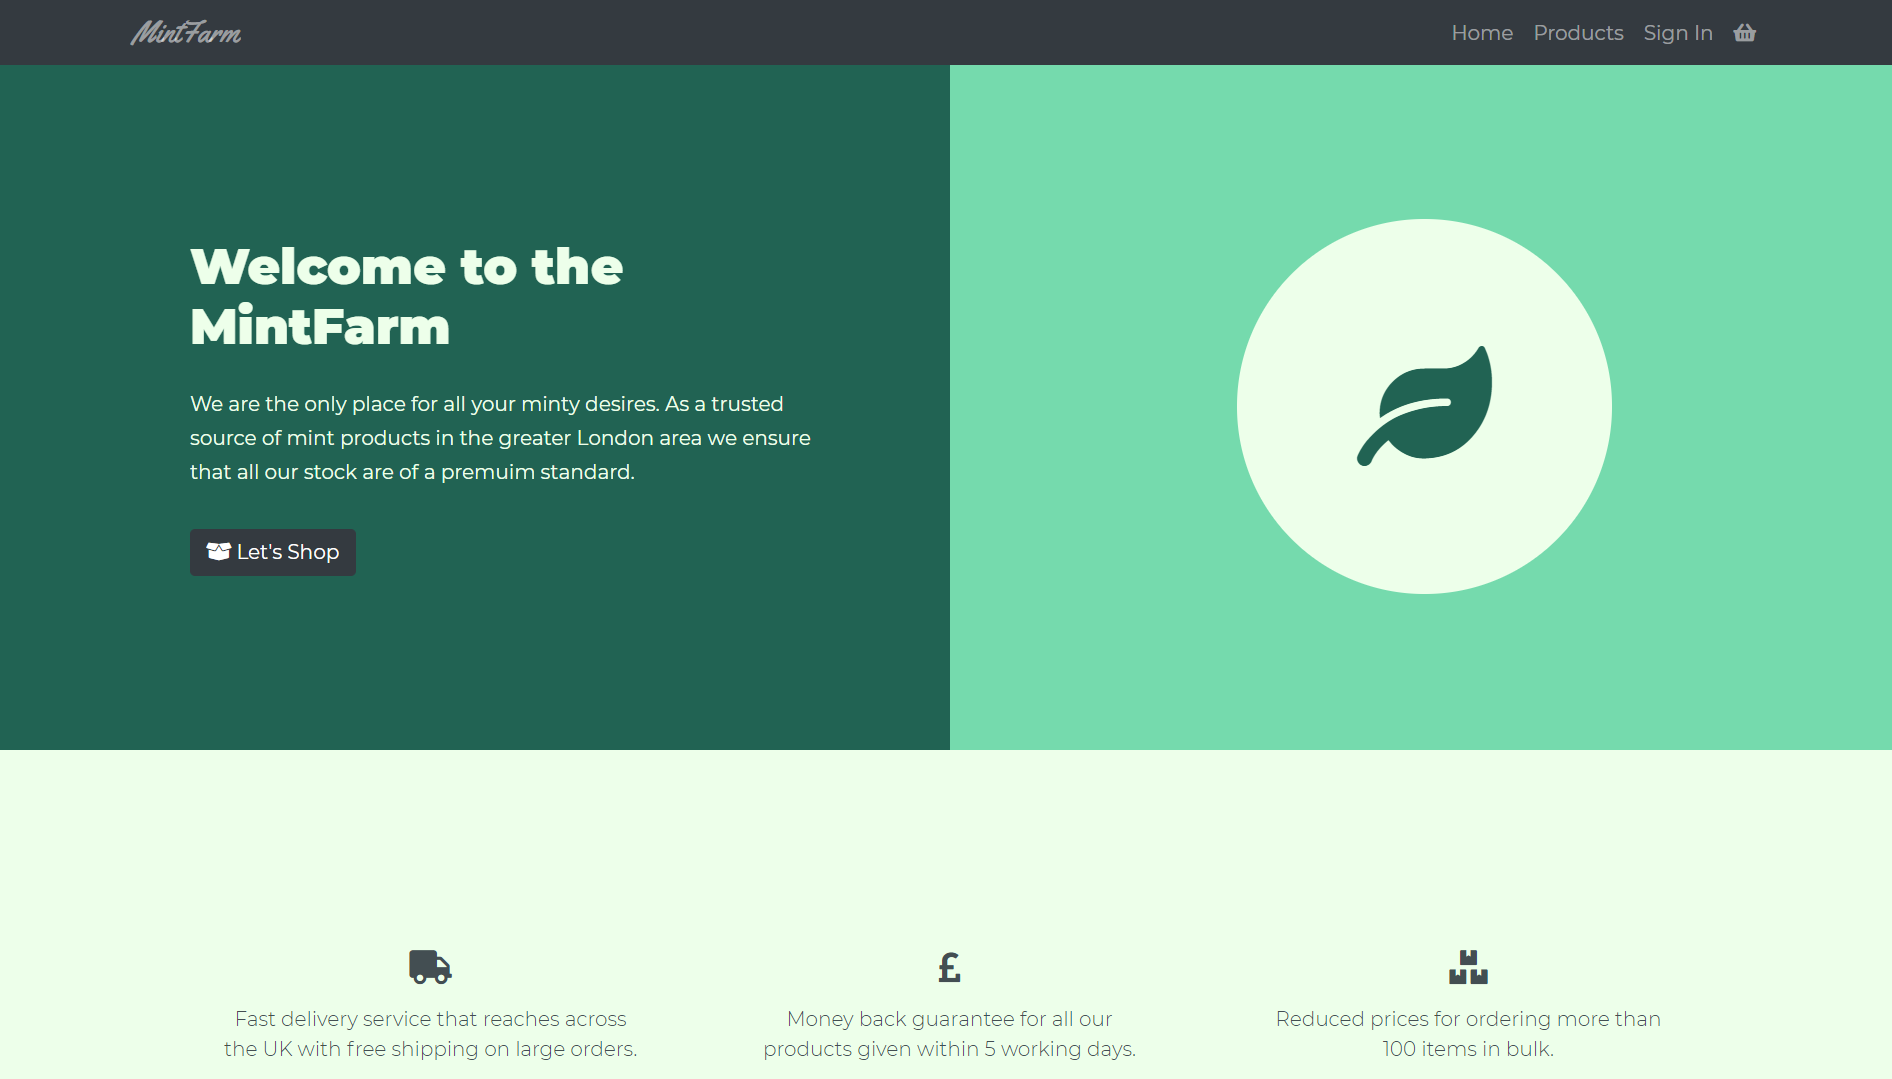 MintFarm
Home Products Sign In
Welcome to the
MintFarm
We are the only place for all your minty desires. As a trusted
source of mint products in the greater London area we ensure
that all our stock are of a premuim standard.
Let's Shop
£
Fast delivery service that reaches across
the UK with free shipping on large orders.
Money back guarantee for all our
products given within 5 working days.
Reduced prices for ordering more than
100 items in bulk.